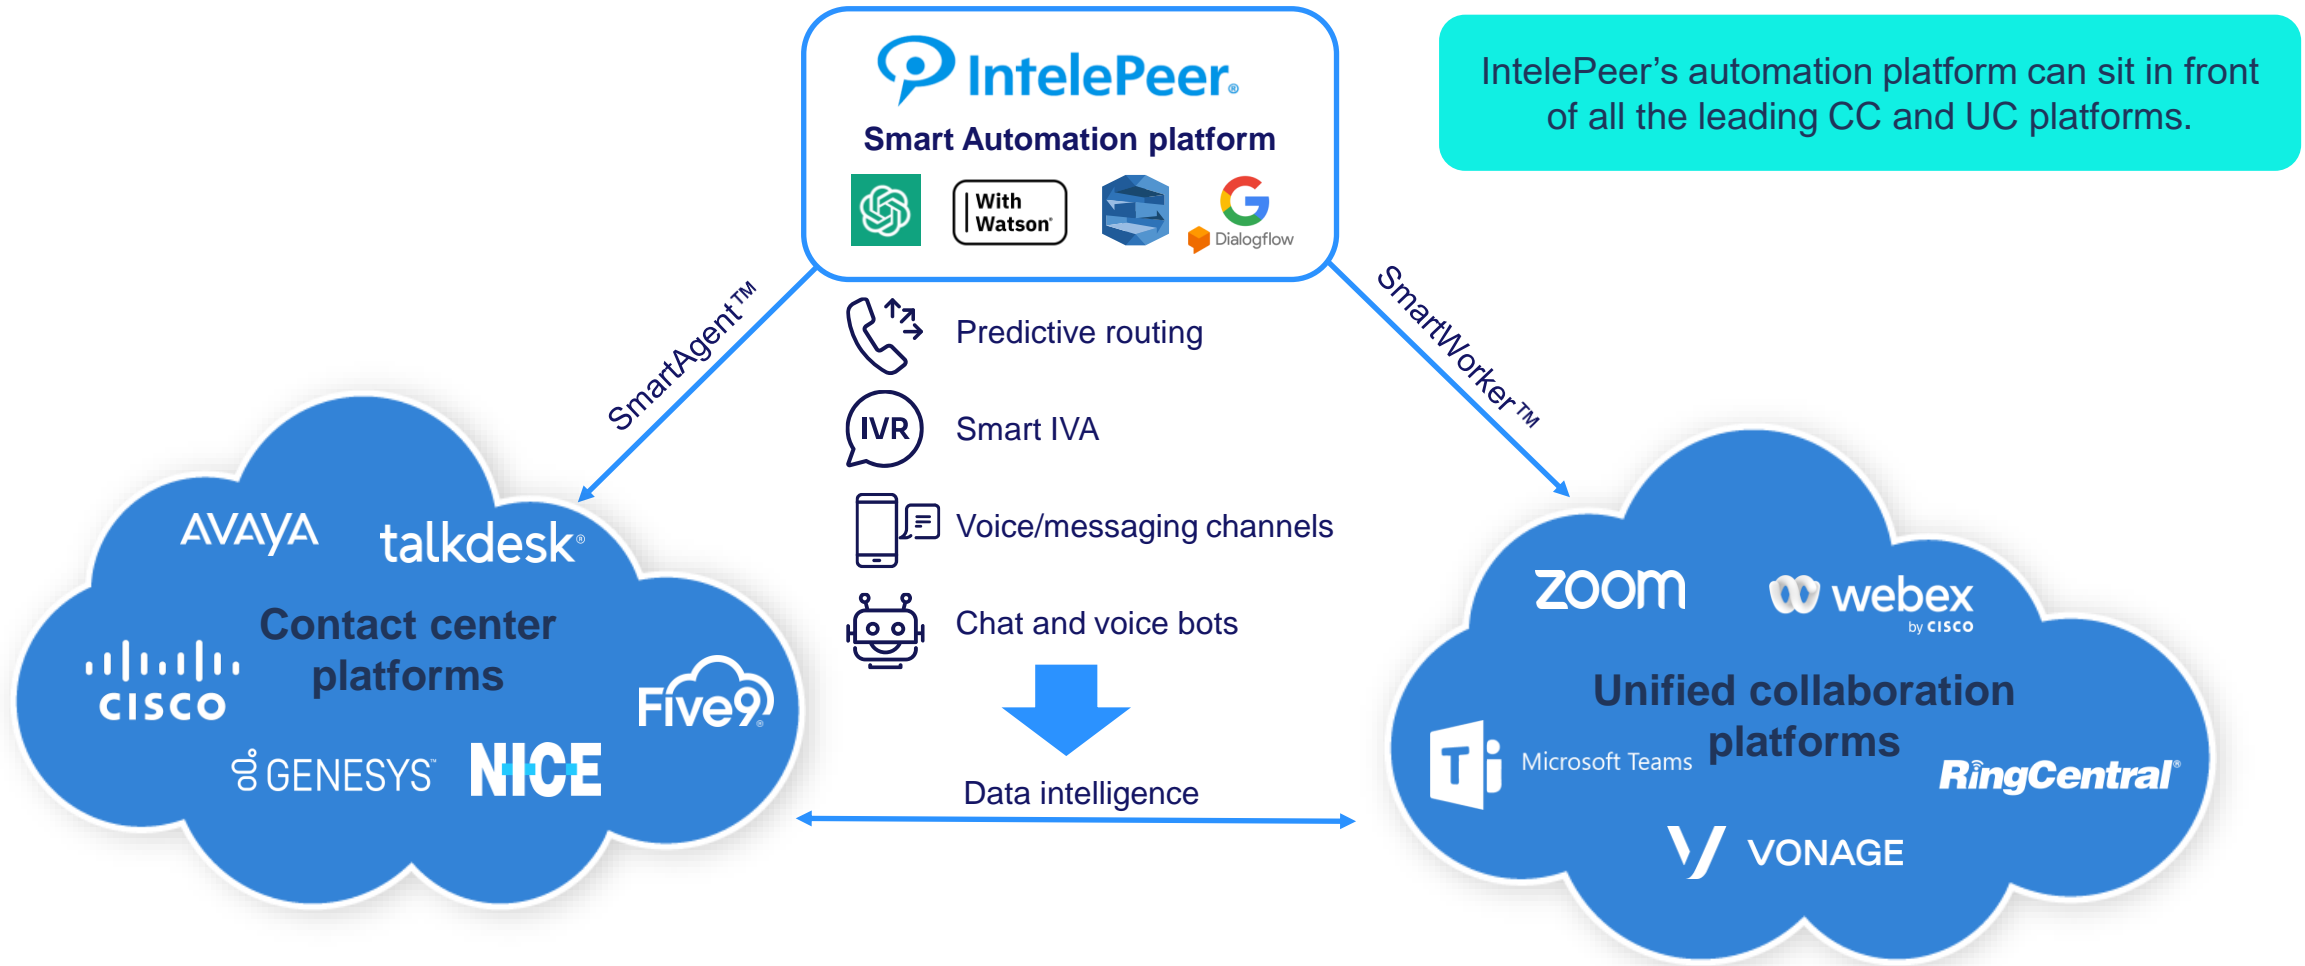 IntelePeer®
Smart Automation platform
With
Watson®
Dialogflow
IntelePeer’s automation platform can sit in front
of all the leading CC and UC platforms.
SmartAgent™
SmartWorker™
Predictive routing
IVR
Smart IVA
Voice/messaging channels
Chat and voice bots
Data intelligence
AVAYA
talkdesk®
Contact center
platforms
CISCO
Five9®
GENESYS™
NICE
zoom
webex
by CISCO
Unified collaboration
platforms
T
Microsoft Teams
RingCentral®
VONAGE